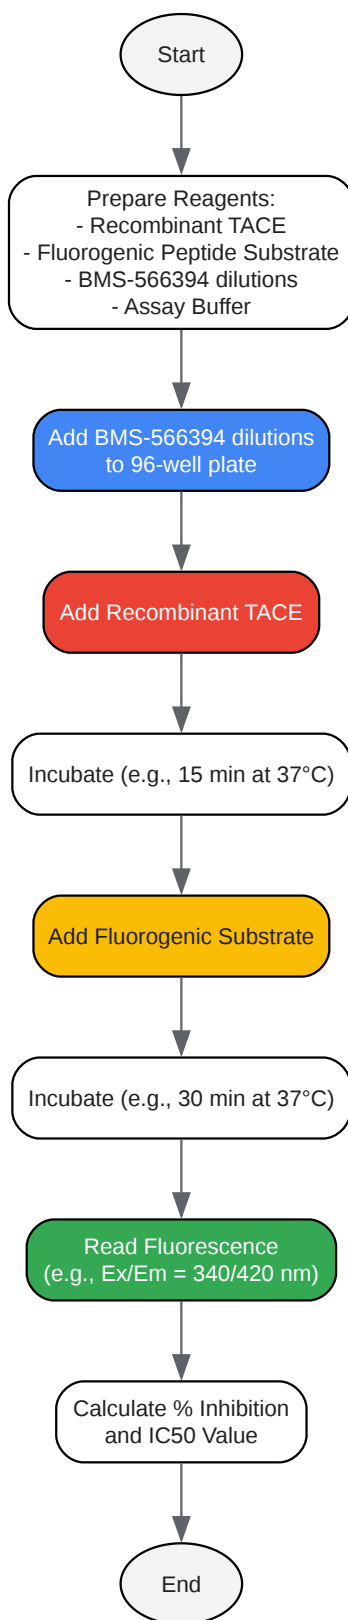 Start
Prepare Reagents:
- Recombinant TACE
- Fluorogenic Peptide Substrate
- BMS-566394 dilutions
- Assay Buffer
Add BMS-566394 dilutions
to 96-well plate
Add Recombinant TACE
Incubate (e.g., 15 min at 37°C)
Add Fluorogenic Substrate
Incubate (e.g., 30 min at 37°C)
Read Fluorescence
(e.g., Ex/Em = 340/420 nm)
Calculate % Inhibition
and IC50 Value
End